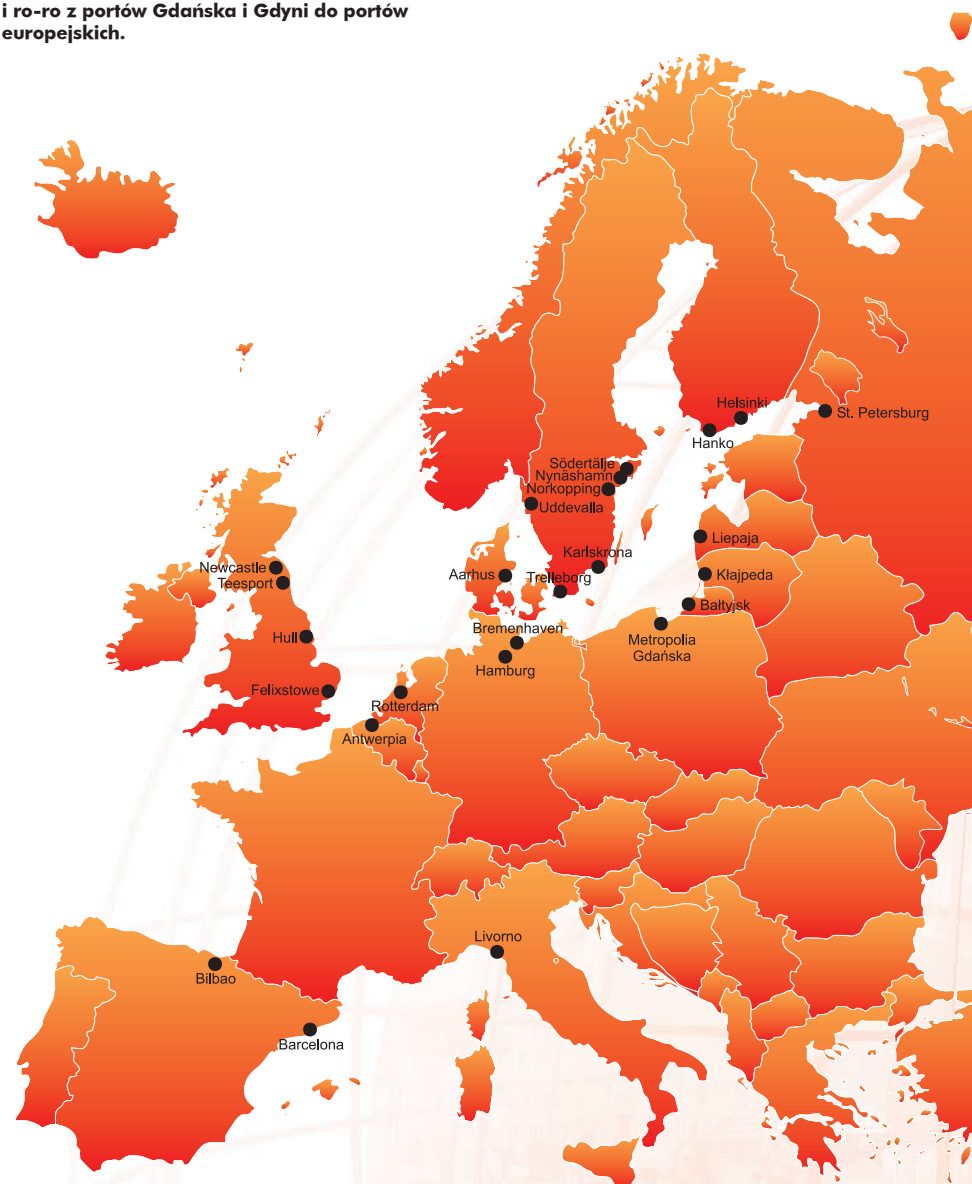 i ro-ro z portów Gdańska i Gdyni do portów
europejskich.
Helsinki
St. Petersburg
Hanko
Södertälje
Nynäshamn
Norkopping
Uddevalla
Liepaja
Karlskrona
Newcastle
Aarhus
Trelleborg
Kłajpeda
Teesport
Bałtyjsk
Bremenhaven
Hull
Metropolia
Gdańska
Hamburg
Felixstowe
Rotterdam
Antwerpia
Livorno
Bilbao
Barcelona